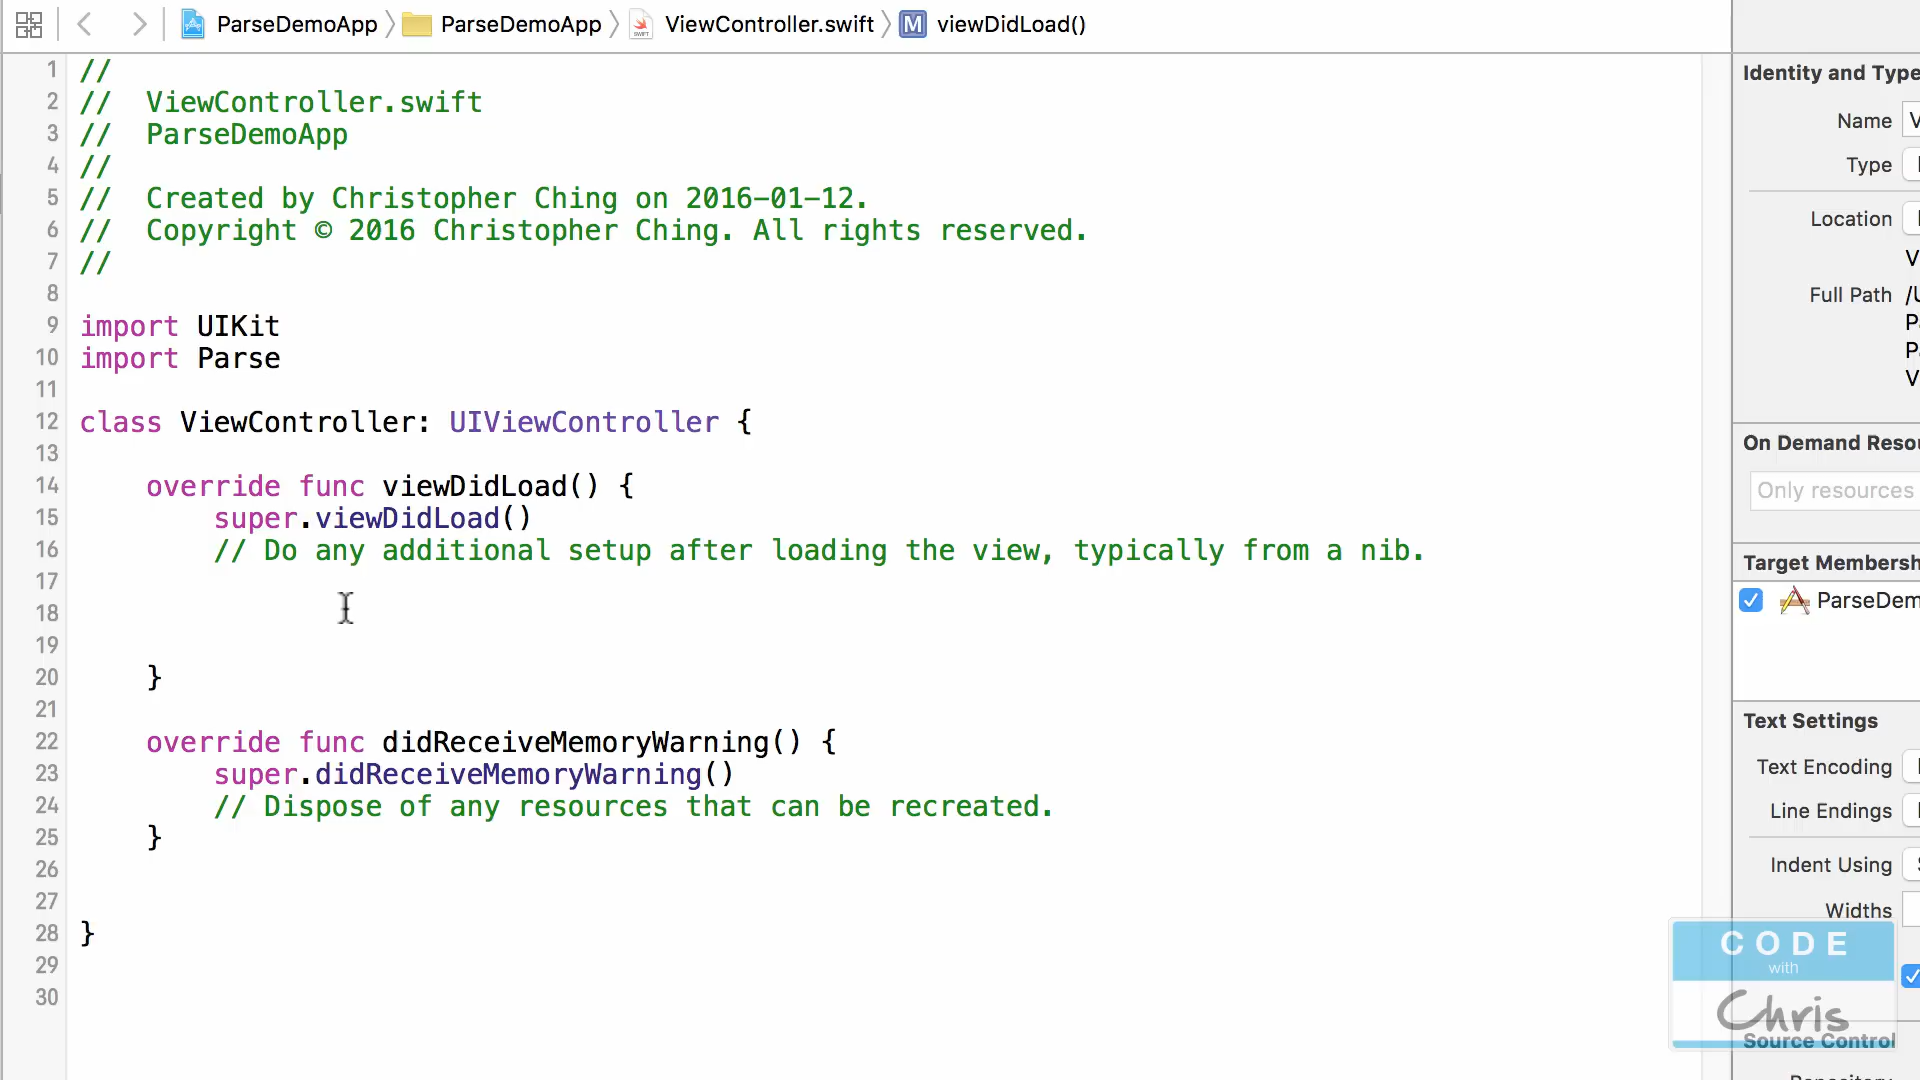 ParseDemoApp ParseDemoApp ViewController.swift M viewDidLoad()
1 //
2 //  ViewController.swift
3 //  ParseDemoApp
4 //
5 //  Created by Christopher Ching on 2016-01-12.
6 //  Copyright © 2016 Christopher Ching. All rights reserved.
7 //
8
9 import UIKit
10 import Parse
11
12 class ViewController: UIViewController {
13
14     override func viewDidLoad() {
15         super.viewDidLoad()
16         // Do any additional setup after loading the view, typically from a nib.
17
18
19
20     }
21
22     override func didReceiveMemoryWarning() {
23         super.didReceiveMemoryWarning()
24         // Dispose of any resources that can be recreated.
25     }
26
27
28 }
29
30
Identity and Type
Name V
Type
Location
V
Full Path /U
Pa
Pa
V
On Demand Resou
Only resources
Target Membersh
ParseDem
Text Settings
Text Encoding
Line Endings
Indent Using
Widths
CODE
with
Chris
Source Control